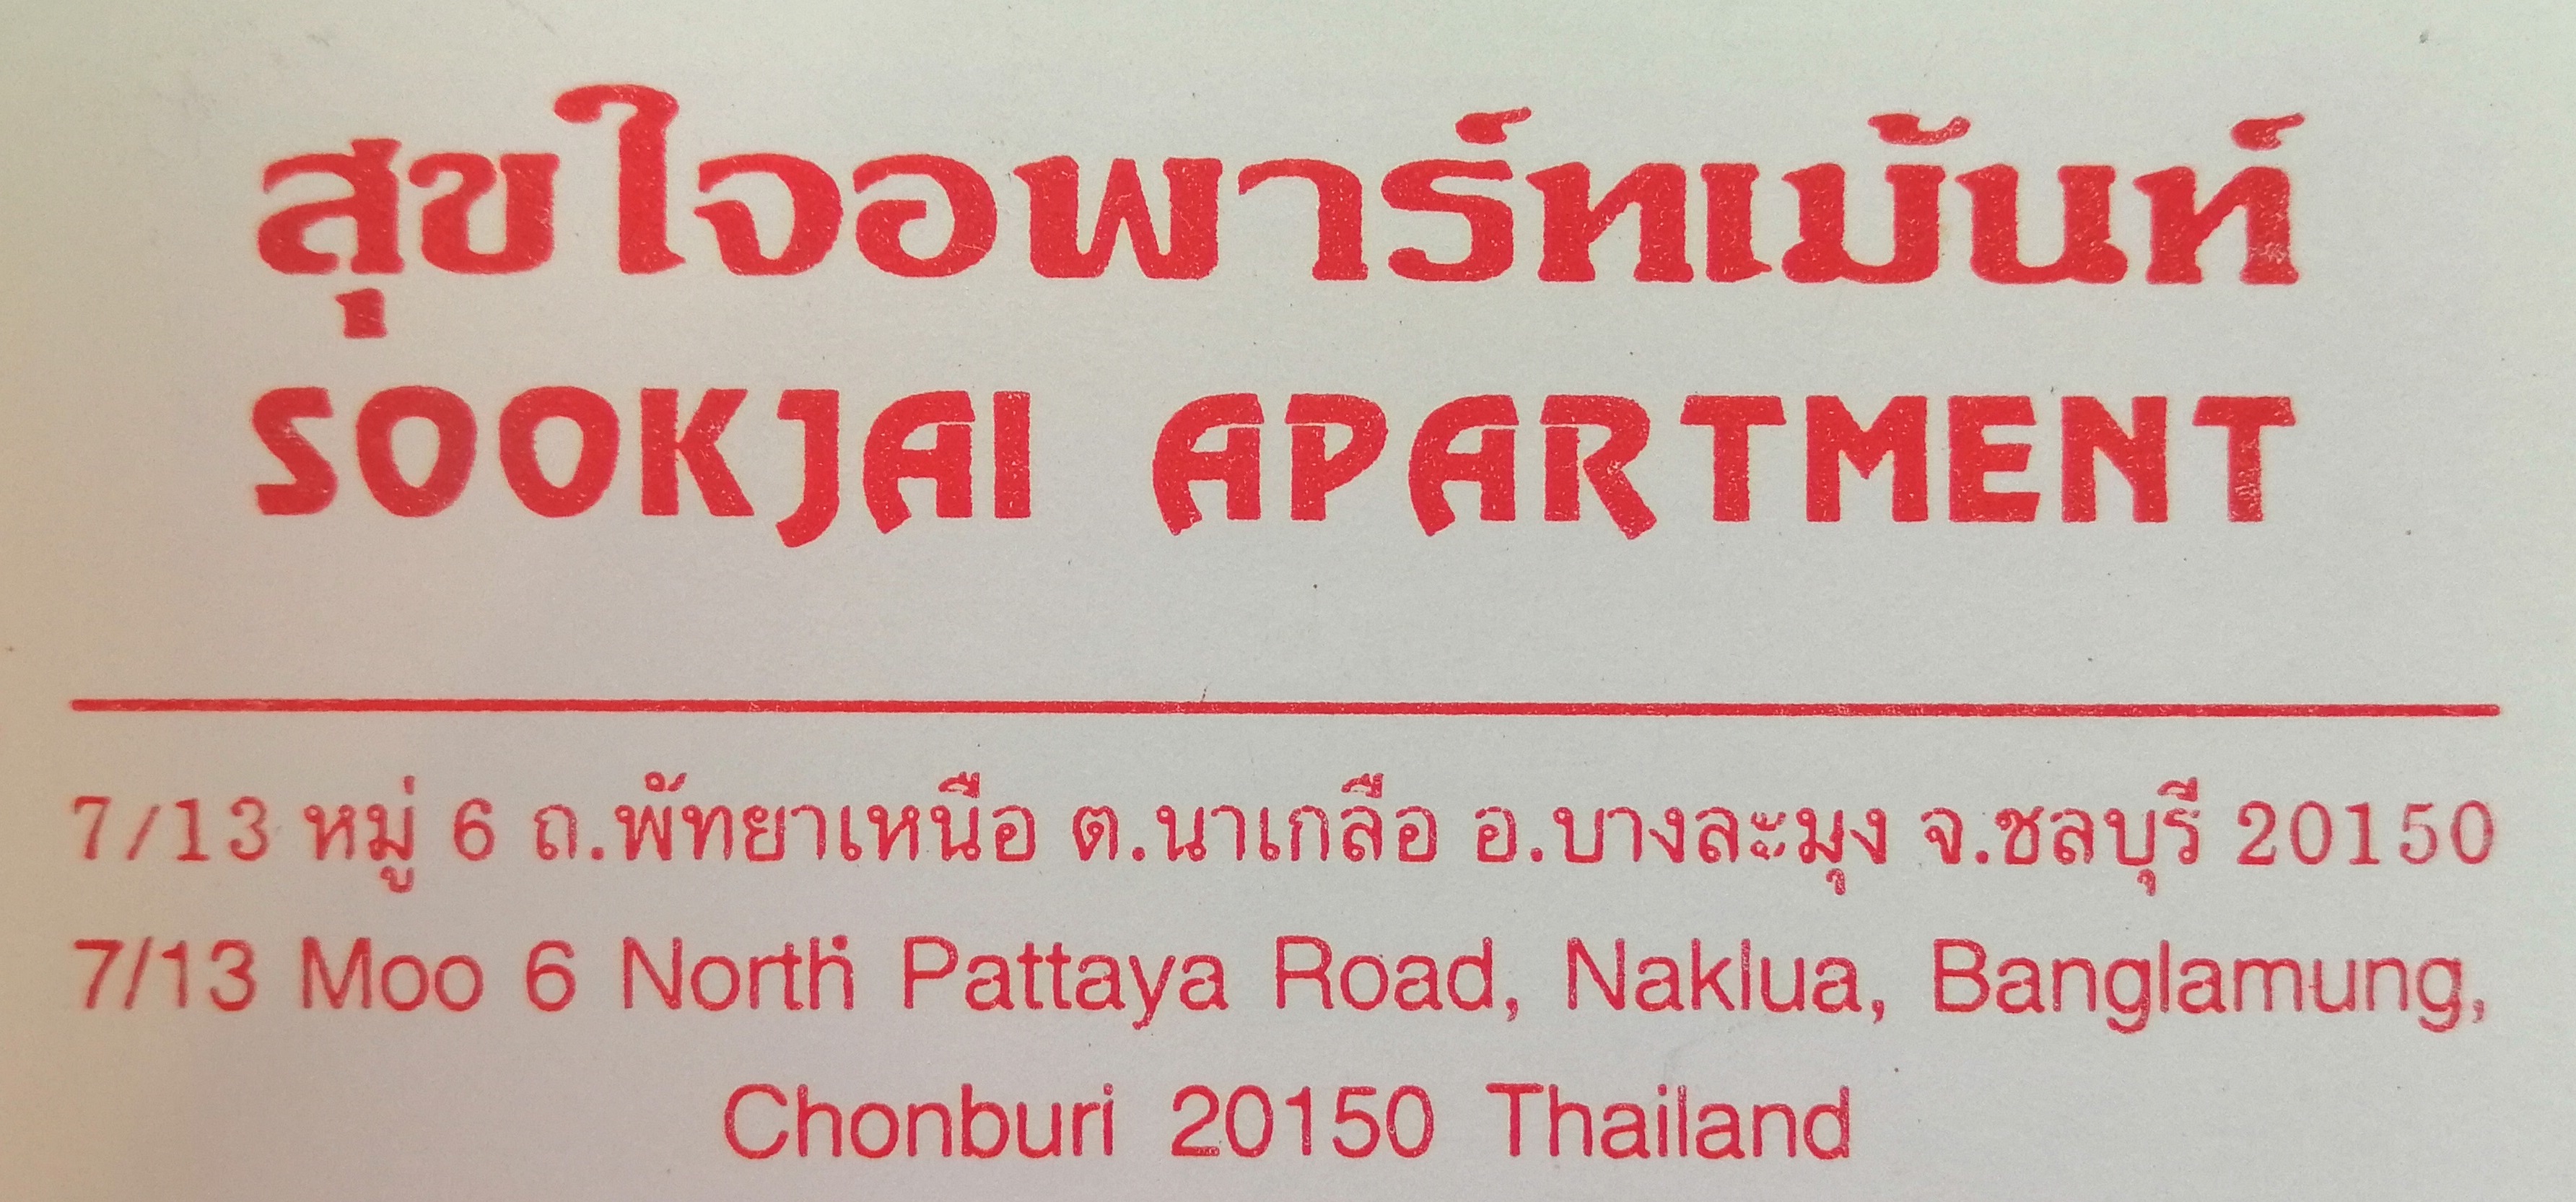 สุขใจอพาร์ทเม้นท์
SOOKJAI APARTMENT
7/13 หมู่ 6 ถ.พัทยาเหนือ ต.นาเกลือ อ.บางละมุง จ.ชลบุรี 20150
7/13 Moo 6 North Pattaya Road, Naklua, Banglamung,
Chonburi 20150 Thailand